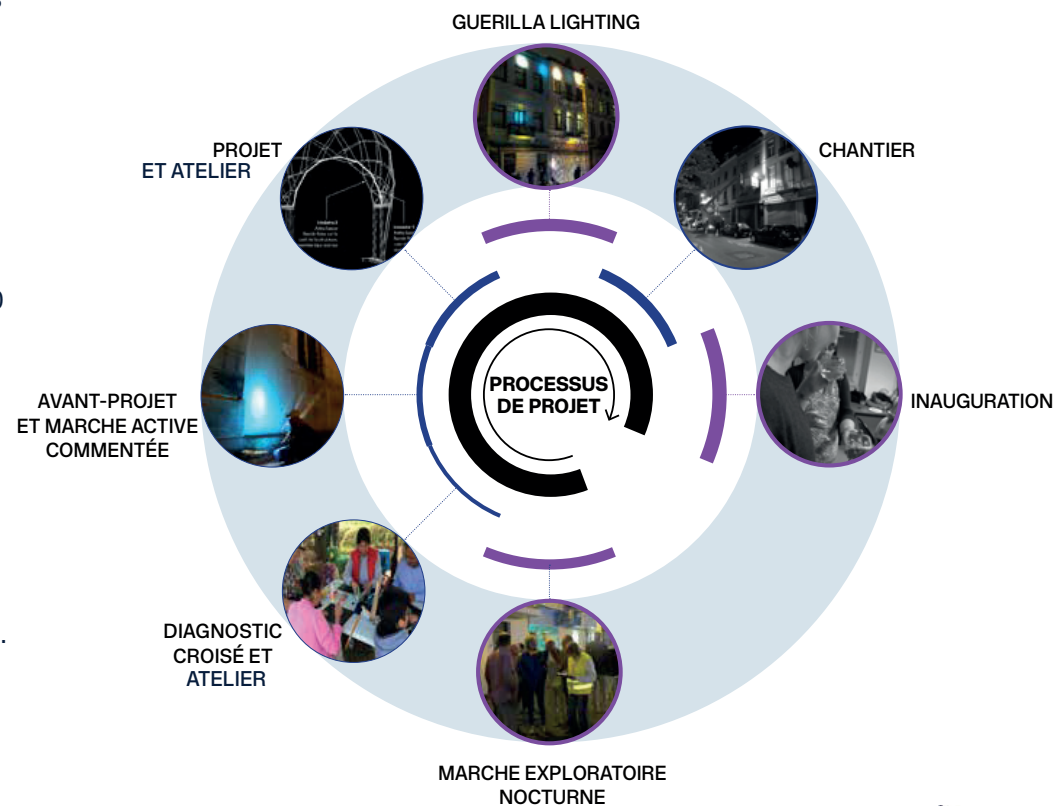 GUERILLA LIGHTING
PROJET
ET ATELIER
CHANTIER
PROCESSUS
DE PROJET
AVANT-PROJET
ET MARCHE ACTIVE
COMMENTÉE
INAUGURATION
DIAGNOSTIC
CROISÉ ET
ATELIER
MARCHE EXPLORATOIRE
NOCTURNE